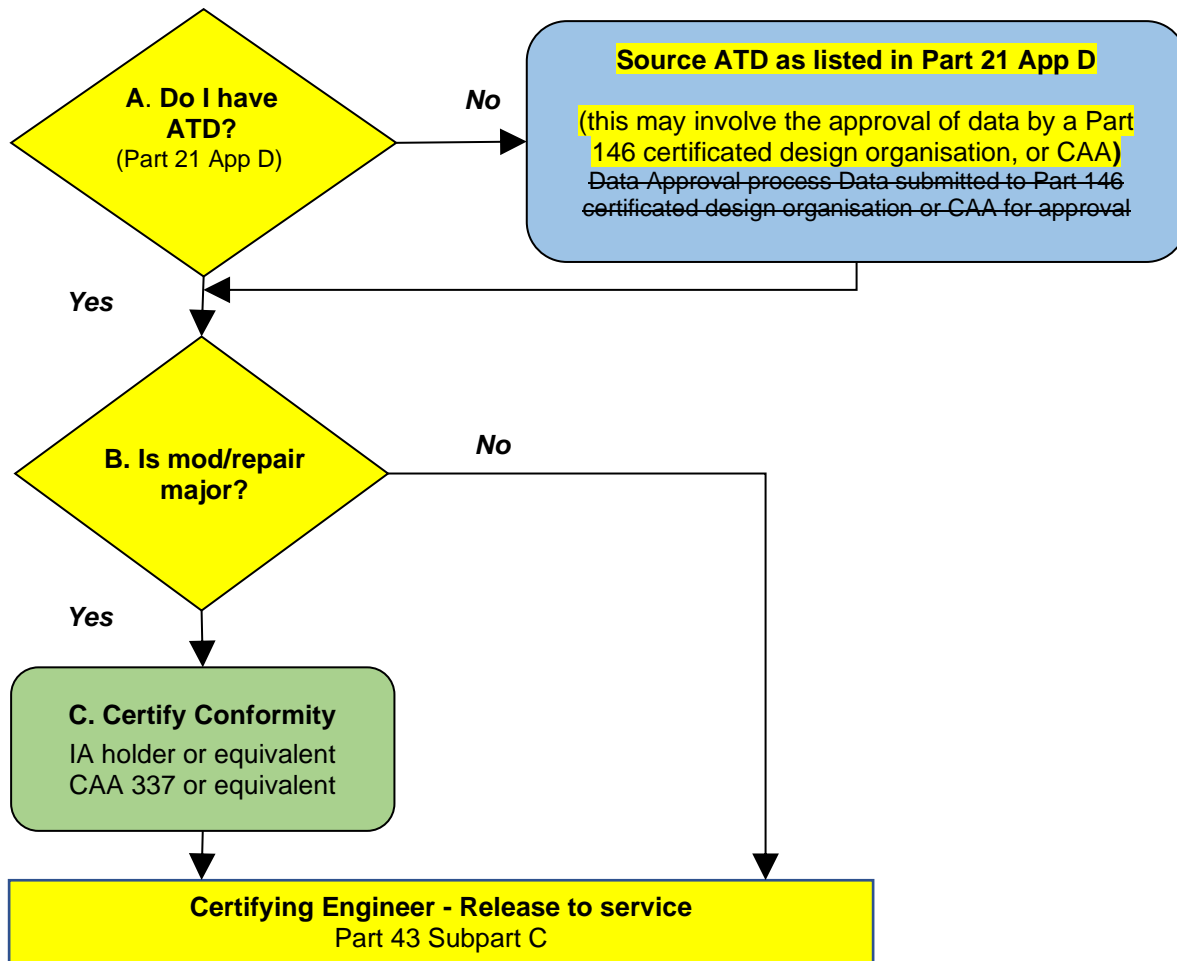 A. Do I have
ATD?
(Part 21 App D)
No
Source ATD as listed in Part 21 App D
(this may involve the approval of data by a Part
146 certificated design organisation, or CAA)
Data Approval process Data submitted to Part 146
certificated design organisation or CAA for approval
Yes
B. Is mod/repair
major?
No
Yes
C. Certify Conformity
IA holder or equivalent
CAA 337 or equivalent
Certifying Engineer - Release to service
Part 43 Subpart C